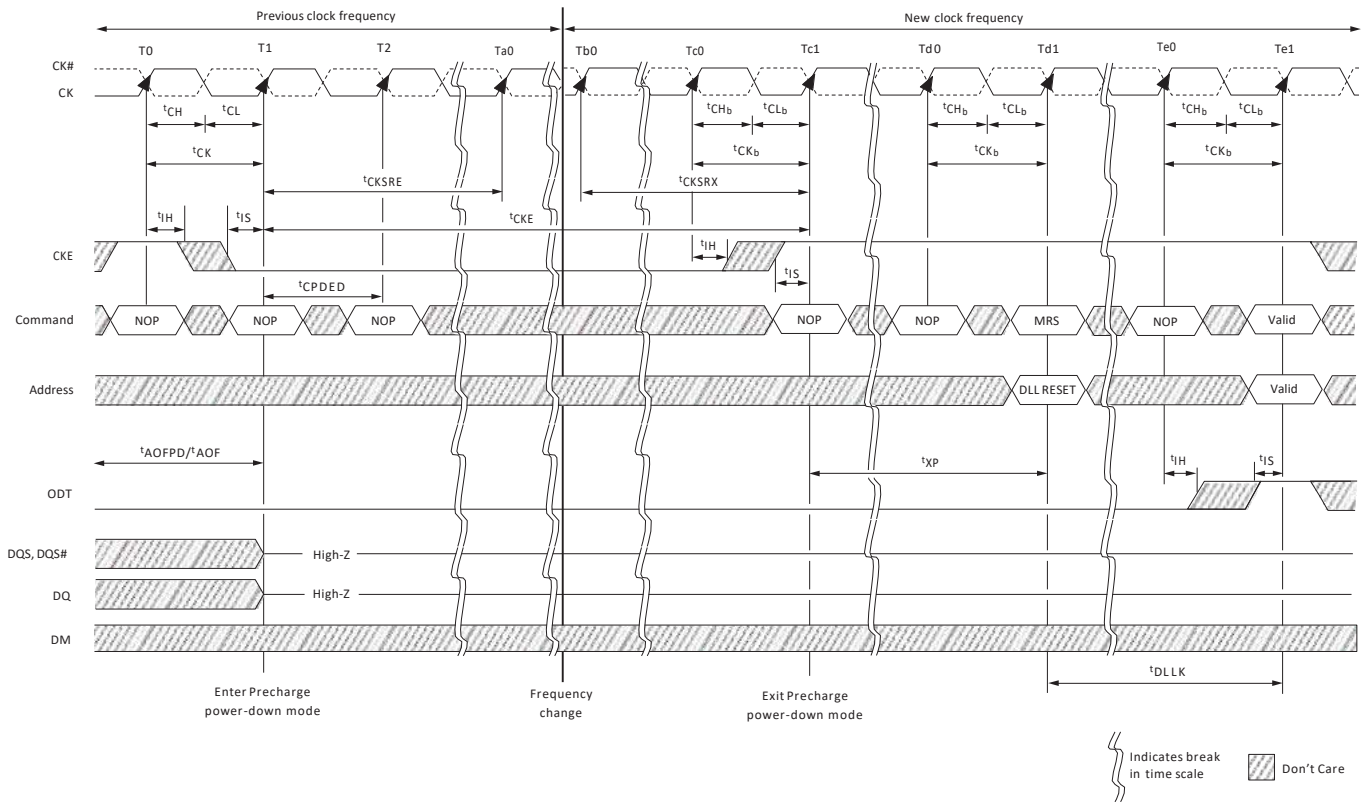 Previous clock frequency New clock frequency
T0 T1 T2 Ta0 Tb0 Tc0 Tc1 Td0 Td1 Te0 Te1
CK#
CK
tCH tCL tCHb tCLb tCHb tCLb tCHb tCLb
tCK tCKb tCKb tCKb
tCKSRE tCKSRX
tIH tIS tCKE
CKE
tIH
tIS
tCPDED
Command NOP NOP NOP NOP NOP MRS NOP Valid
Address DLL RESET Valid
tAOFPD/tAOF tXP tIH tIS
ODT
DQS, DQS# High-Z
DQ High-Z
DM
tDLLK
Enter Precharge
power-down mode
Frequency
change
Exit Precharge
power-down mode
Indicates break
in time scale
Don't Care